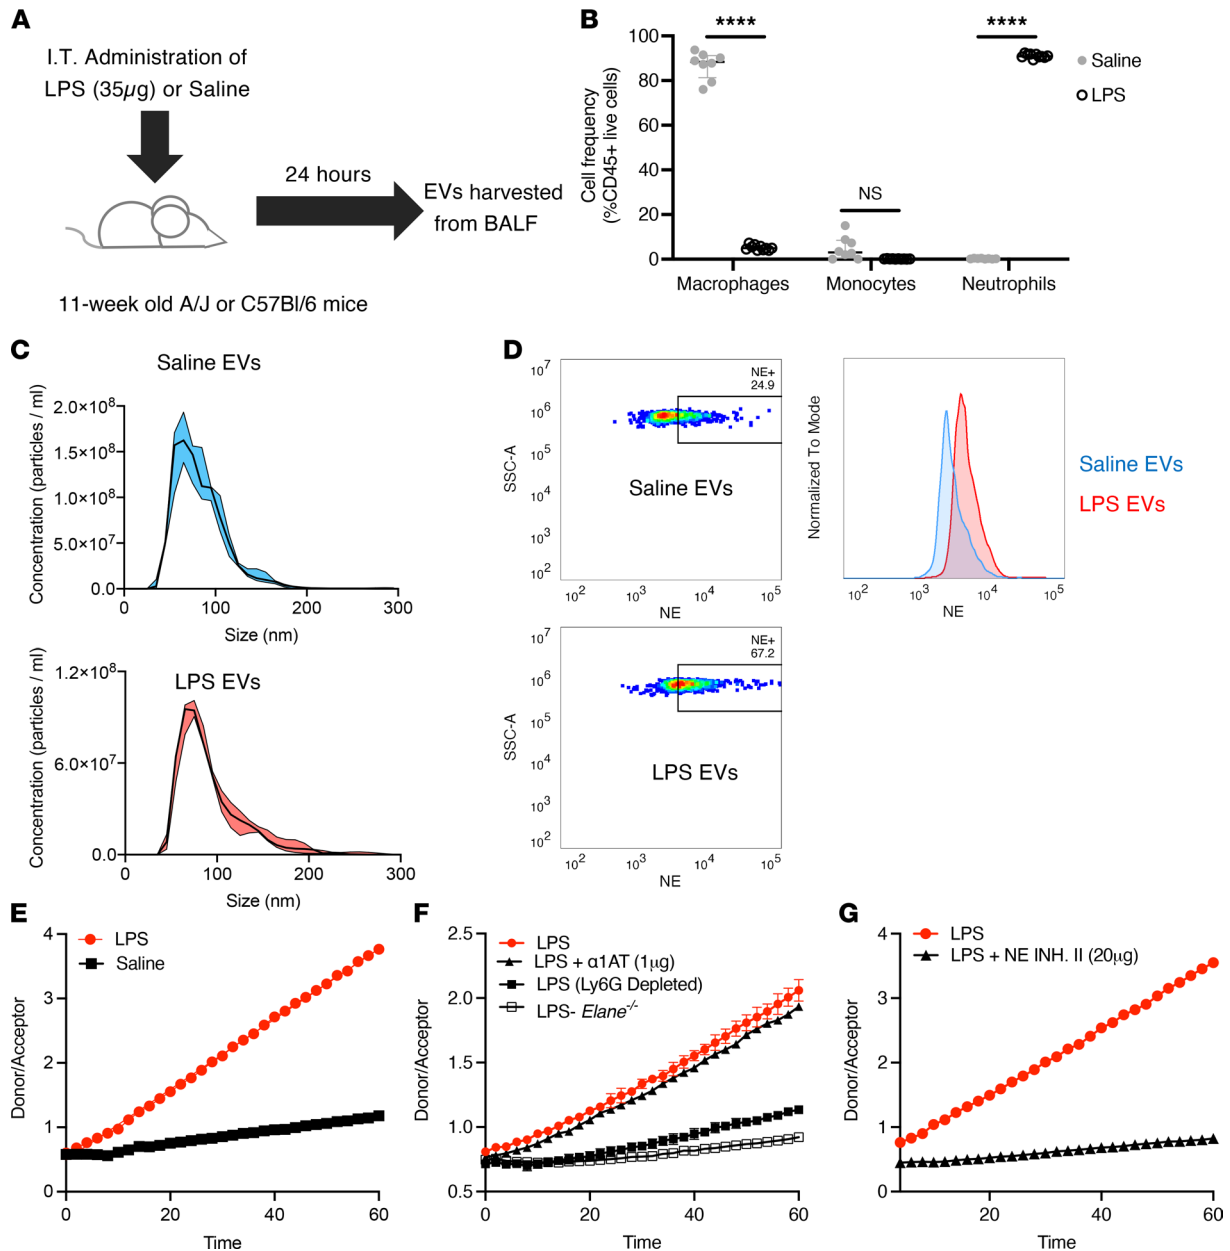 A
I.T. Administration of
LPS (35µg) or Saline
24 hours
EVs harvested
from BALF
11-week old A/J or C57Bl/6 mice
B
Cell frequency
(%CD45+ live cells)
100
80
60
40
20
0
****
NS
****
Macrophages
Monocytes
Neutrophils
Saline
LPS
C
Saline EVs
Concentration (particles / ml)
2.0×10⁸
1.5×10⁸
1.0×10⁸
5.0×10⁷
0.0
0 100 200 300
Size (nm)
LPS EVs
Concentration (particles / ml)
1.2×10⁸
6.0×10⁷
0.0
0 100 200 300
Size (nm)
D
SSC-A
10⁷
10⁶
10⁵
10⁴
10³
10²
NE+
24.9
Saline EVs
10² 10³ 10⁴ 10⁵
NE
SSC-A
10⁷
10⁶
10⁵
10⁴
10³
10²
NE+
67.2
LPS EVs
10² 10³ 10⁴ 10⁵
NE
Normalized To Mode
10² 10³ 10⁴ 10⁵
NE
Saline EVs
LPS EVs
E
Donor/Acceptor
4
3
2
1
0
LPS
Saline
0 20 40 60
Time
F
Donor/Acceptor
2.5
2.0
1.5
1.0
0.5
LPS
LPS + α1AT (1µg)
LPS (Ly6G Depleted)
LPS- Elane⁻/⁻
0 20 40 60
Time
G
Donor/Acceptor
4
3
2
1
0
LPS
LPS + NE INH. II (20µg)
20 40 60
Time